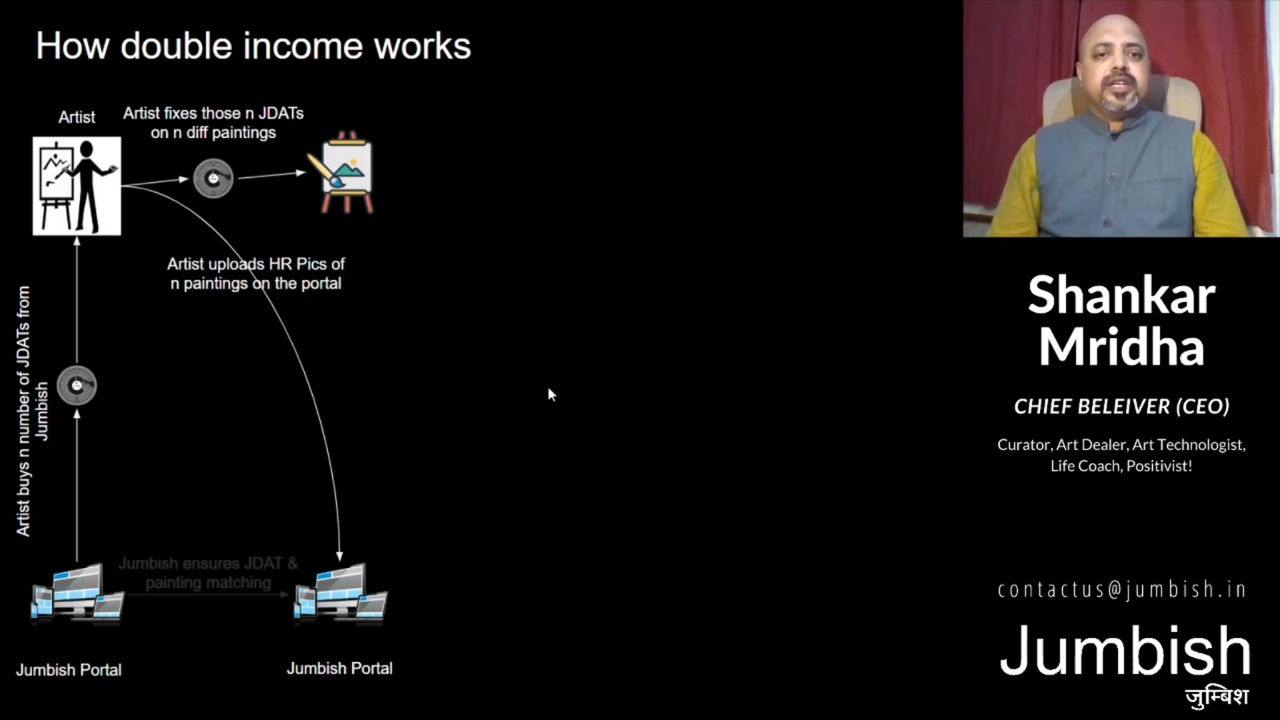 How double income works
Artist
Artist fixes those n JDATs
on n diff paintings
Artist uploads HR Pics of
n paintings on the portal
Artist buys n number of JDATs from
Jumbish
Jumbish ensures JDAT &
painting matching
Jumbish Portal
Jumbish Portal
Shankar
Mridha
CHIEF BELEIVER (CEO)
Curator, Art Dealer, Art Technologist,
Life Coach, Positivist!
contactus@jumbish.in
Jumbish
जुम्बिश